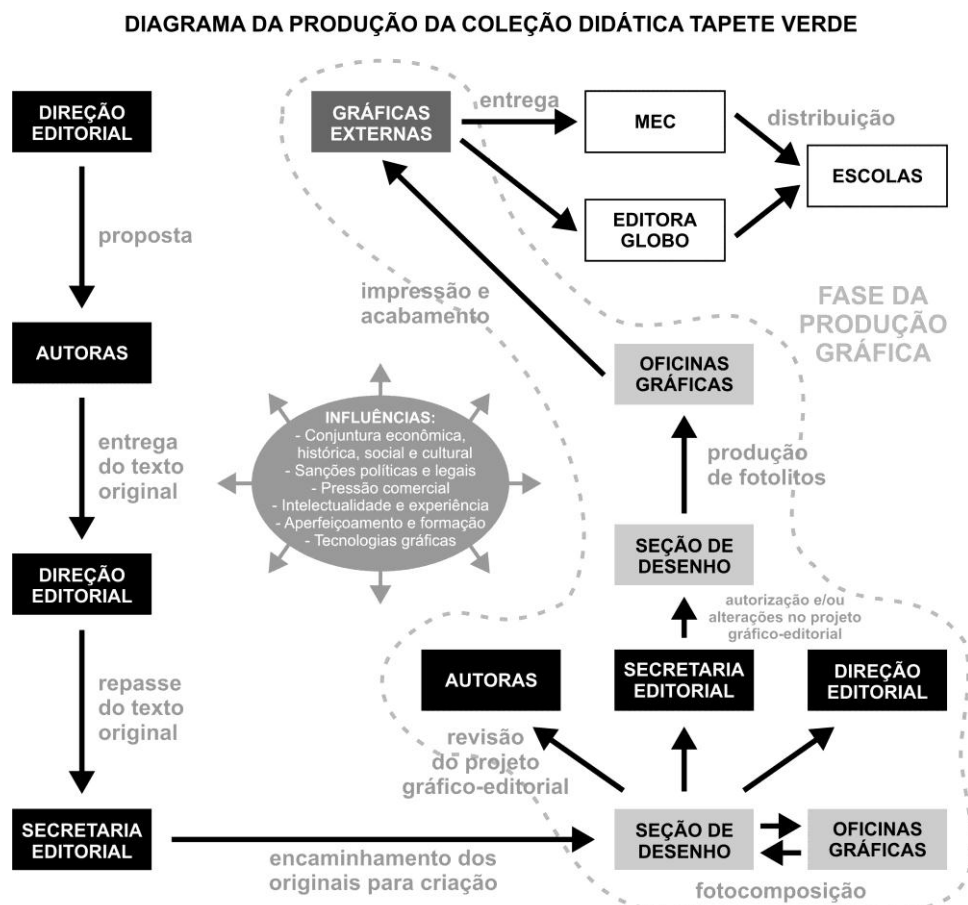 DIAGRAMA DA PRODUÇÃO DA COLEÇÃO DIDÁTICA TAPETE VERDE
DIREÇÃO
EDITORIAL
proposta
AUTORAS
entrega
do texto
original
DIREÇÃO
EDITORIAL
repasse
do texto
original
SECRETARIA
EDITORIAL
encaminhamento dos
originais para criação
GRÁFICAS
EXTERNAS
entrega
MEC
distribuição
ESCOLAS
EDITORA
GLOBO
impressão e
acabamento
FASE DA
PRODUÇÃO
GRÁFICA
OFICINAS
GRÁFICAS
INFLUÊNCIAS:
- Conjuntura econômica,
histórica, social e cultural
- Sanções políticas e legais
- Pressão comercial
- Intelectualidade e experiência
- Aperfeiçoamento e formação
- Tecnologias gráficas
produção
de fotolitos
SEÇÃO DE
DESENHO
autorização e/ou
alterações no projeto
gráfico-editorial
AUTORAS
SECRETARIA
EDITORIAL
DIREÇÃO
EDITORIAL
revisão
do projeto
gráfico-editorial
SEÇÃO DE
DESENHO
OFICINAS
GRÁFICAS
fotocomposição